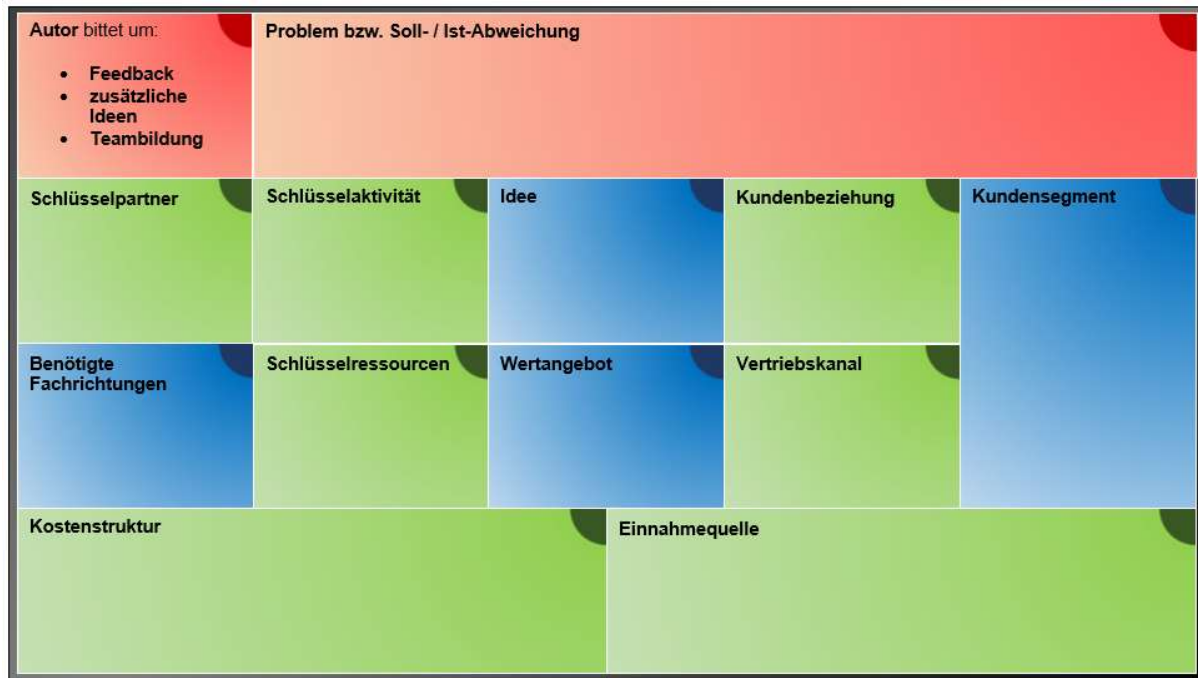 Autor bittet um:
• Feedback
• zusätzliche
Ideen
• Teambildung
Problem bzw. Soll- / Ist-Abweichung
Schlüsselpartner
Schlüsselaktivität
Idee
Kundenbeziehung
Kundensegment
Benötigte
Fachrichtungen
Schlüsselressourcen
Wertangebot
Vertriebskanal
Kostenstruktur
Einnahmequelle